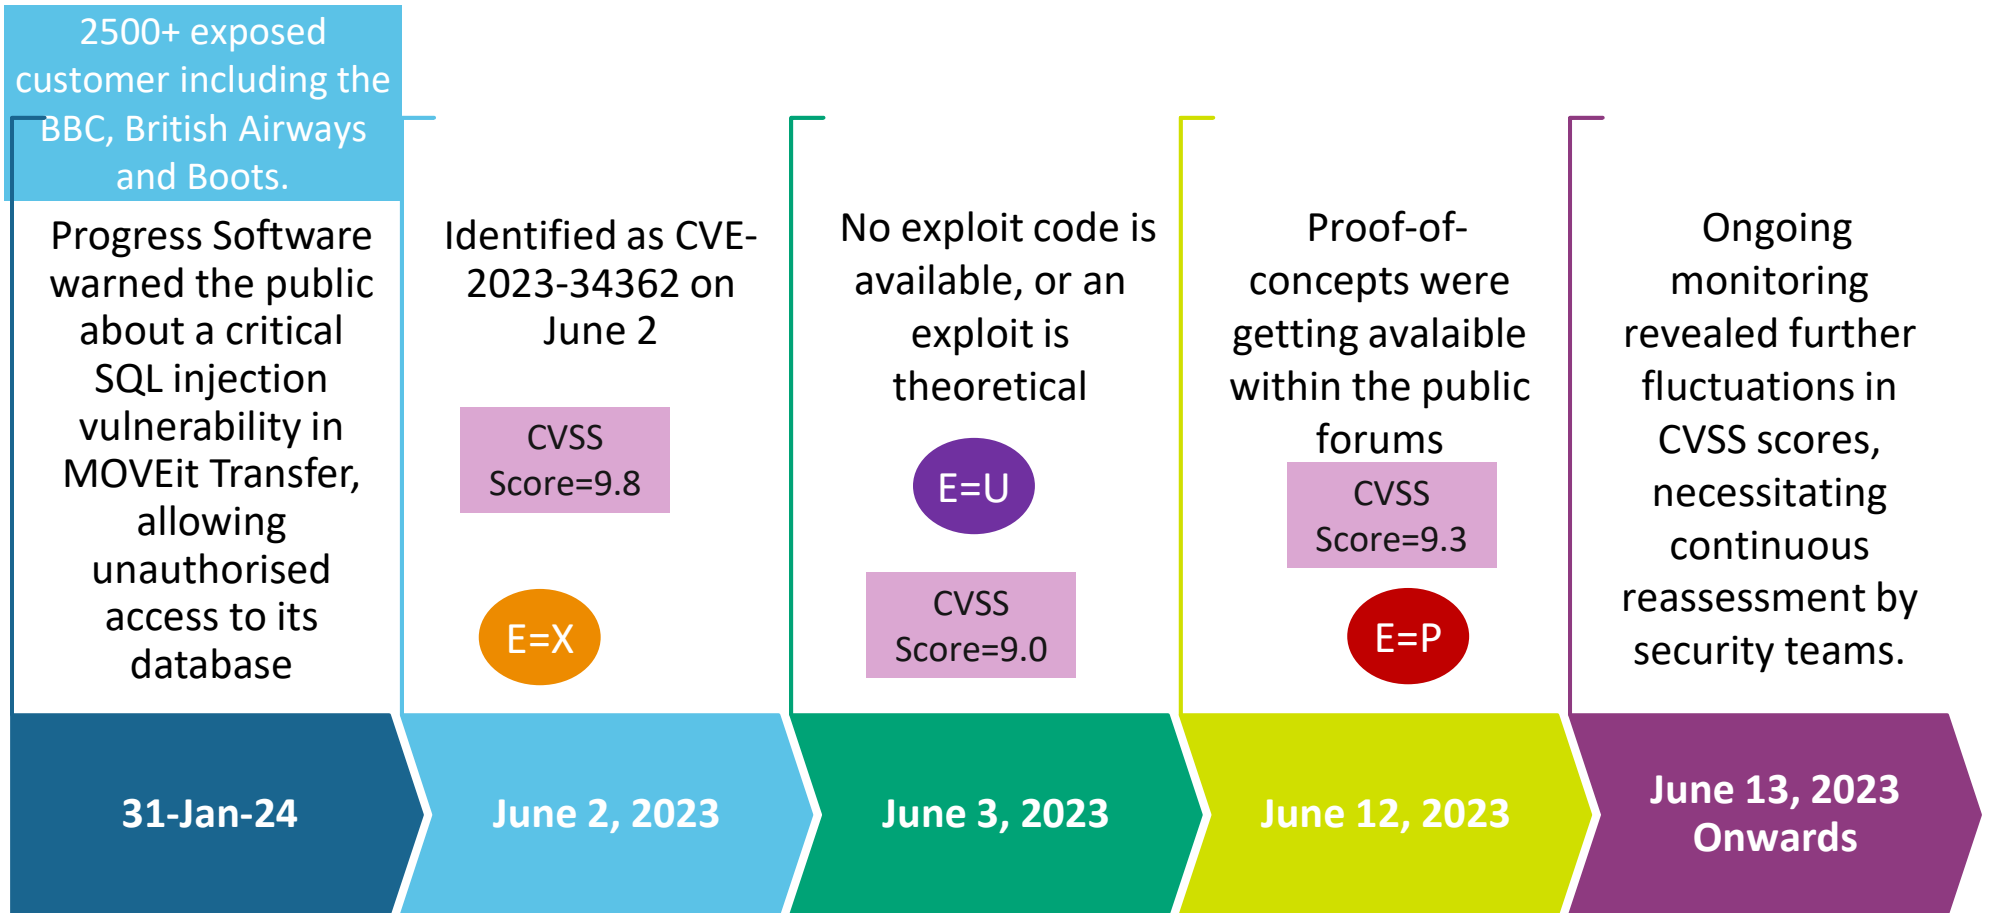 2500+ exposed
customer including the
BBC, British Airways
and Boots.
Progress Software
warned the public
about a critical
SQL injection
vulnerability in
MOVEit Transfer,
allowing
unauthorised
access to its
database
31-Jan-24
Identified as CVE-
2023-34362 on
June 2
CVSS
Score=9.8
E=X
June 2, 2023
No exploit code is
available, or an
exploit is
theoretical
E=U
CVSS
Score=9.0
June 3, 2023
Proof-of-
concepts were
getting avalaible
within the public
forums
CVSS
Score=9.3
E=P
June 12, 2023
Ongoing
monitoring
revealed further
fluctuations in
CVSS scores,
necessitating
continuous
reassessment by
security teams.
June 13, 2023
Onwards